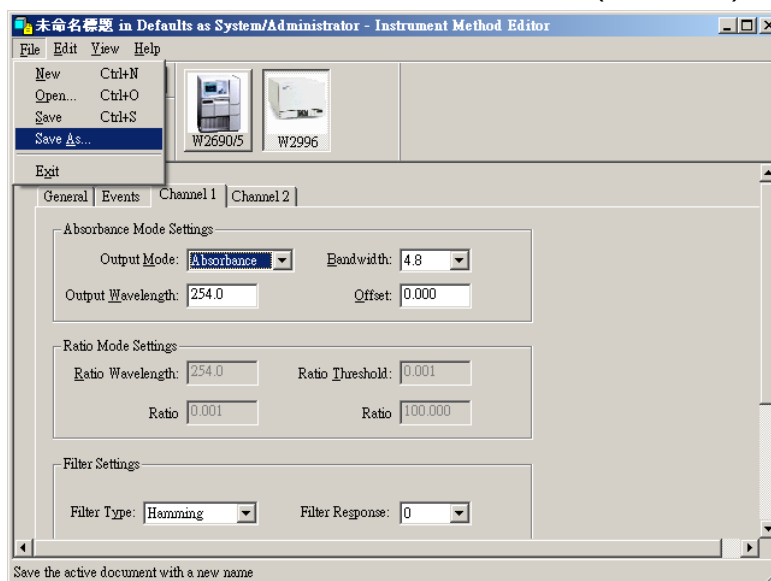 未命名標題 in Defaults as System/Administrator - Instrument Method Editor
File Edit View Help
New Ctrl+N
Open... Ctrl+O
Save Ctrl+S
Save As...
Exit
W2690/5 W2996
General Events Channel 1 Channel 2
Absorbance Mode Settings
Output Mode: Absorbance Bandwidth: 4.8
Output Wavelength: 254.0 Offset: 0.000
Ratio Mode Settings
Ratio Wavelength: 254.0 Ratio Threshold: 0.001
Ratio 0.001 Ratio 100.000
Filter Settings
Filter Type: Hamming Filter Response: 0
Save the active document with a new name